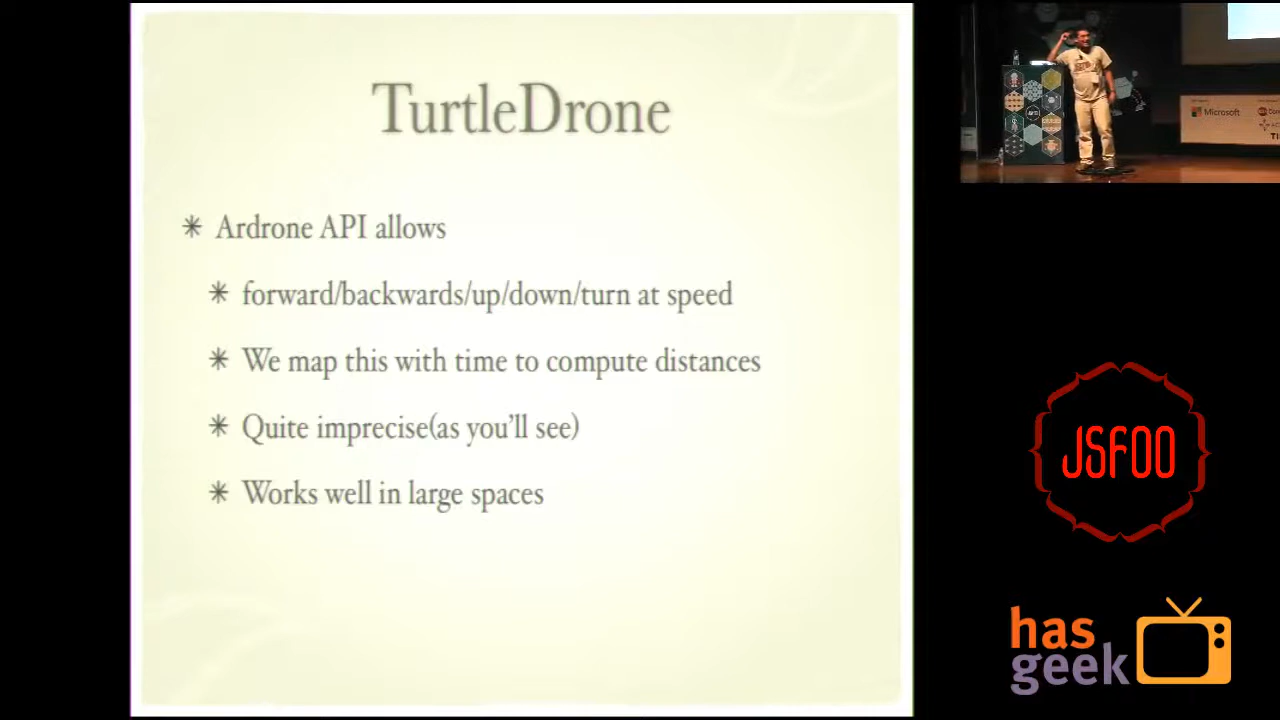 TurtleDrone
Ardrone API allows
forward/backwards/up/down/turn at speed
We map this with time to compute distances
Quite imprecise(as you'll see)
Works well in large spaces
Microsoft
JSFOO
has
geek